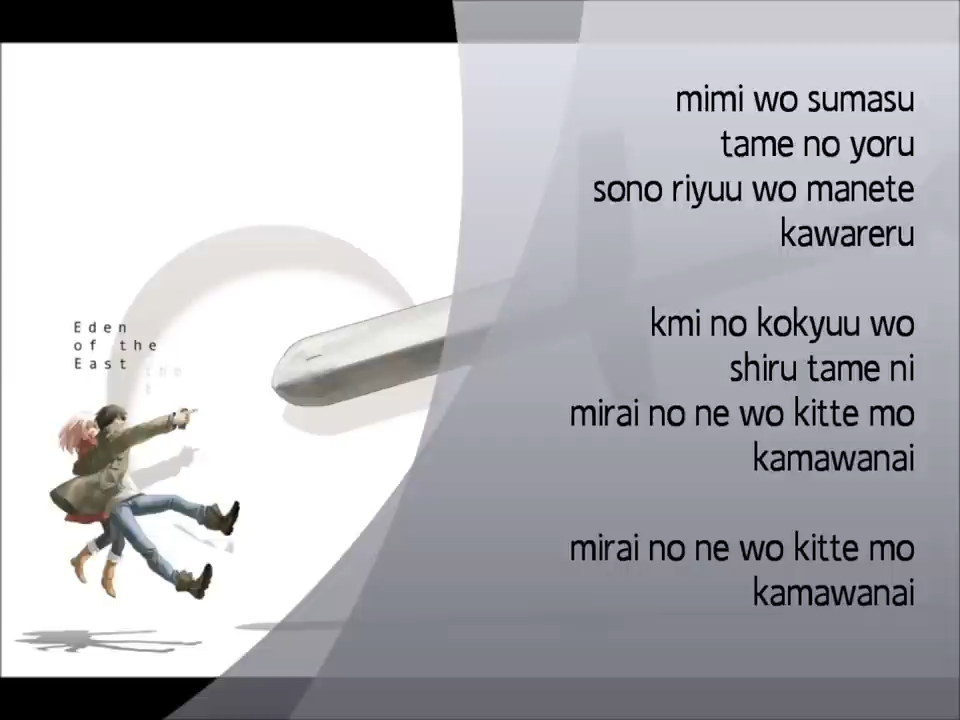 Eden
of the
East
mimi wo sumasu
tame no yoru
sono riyuu wo manete
kawareru
kmi no kokyuu wo
shiru tame ni
mirai no ne wo kitte mo
kamawanai
mirai no ne wo kitte mo
kamawanai